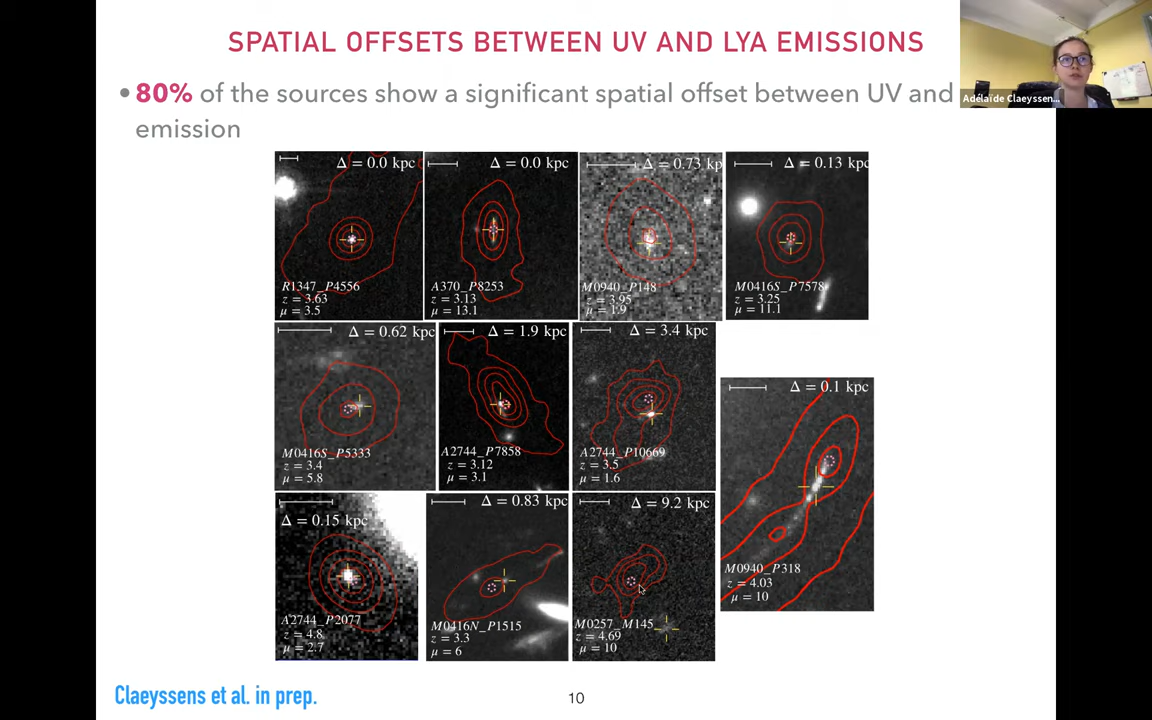 SPATIAL OFFSETS BETWEEN UV AND LYA EMISSIONS
• 80% of the sources show a significant spatial offset between UV and
emission
Adélaïde Claeyssen...
Δ = 0.0 kpc
R1347_P4556
z = 3.63
μ = 3.5
Δ = 0.0 kpc
A370_P8253
z = 3.13
μ = 13.1
Δ = 0.73 kp
M0940_P148
z = 3.95
μ = 1.9
Δ = 0.13 kpc
M0416S_P7578
z = 3.25
μ = 11.1
Δ = 0.62 kpc
M0416S_P5333
z = 3.4
μ = 5.8
Δ = 1.9 kpc
A2744_P7858
z = 3.12
μ = 3.1
Δ = 3.4 kpc
A2744_P10669
z = 3.5
μ = 1.6
Δ = 0.1 kpc
M0940_P318
z = 4.03
μ = 10
Δ = 0.15 kpc
A2744_P2077
z = 4.8
μ = 2.7
Δ = 0.83 kpc
M0416N_P1515
z = 3.3
μ = 6
Δ = 9.2 kpc
M0257_M145
z = 4.69
μ = 10
Claeyssens et al. in prep.
10